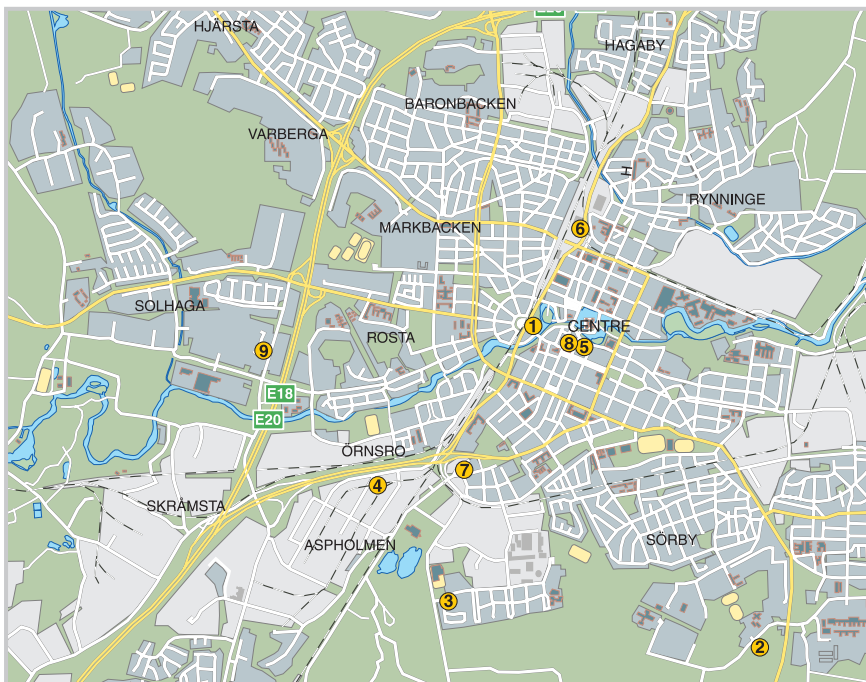 HJÄRSTA
HAGABY
BARONBACKEN
VARBERGA
H
RYNNINGE
MARKBACKEN
6
SOLHAGA
1
CENTRE
ROSTA
8
5
9
E18
E20
ÖRNSRO
7
4
SKRÅMSTA
ASPHOLMEN
SÖRBY
3
2